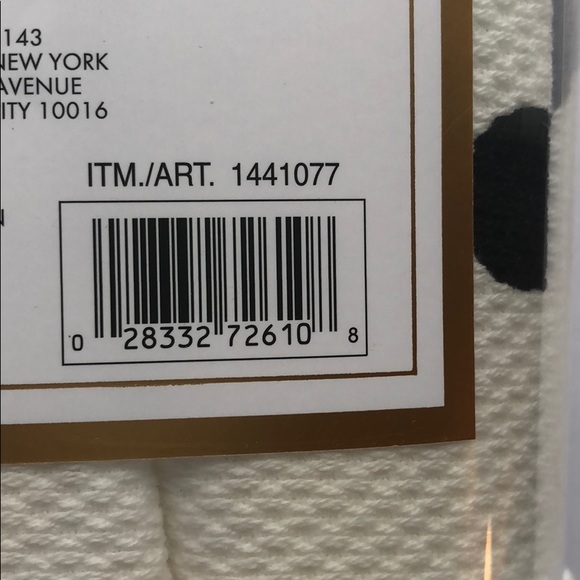 143
NEW YORK
AVENUE
ITY 10016
ITM./ART. 1441077
N
0 28332 72610 8